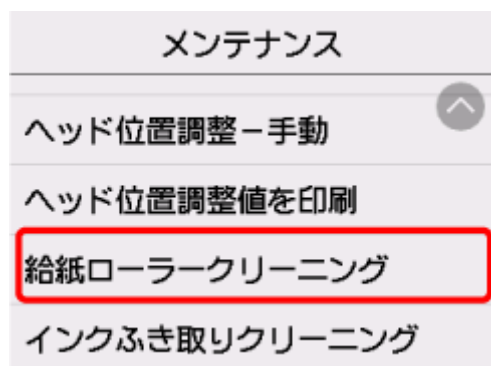 メンテナンス
ヘッド位置調整－手動
ヘッド位置調整値を印刷
給紙ローラークリーニング
インクふき取りクリーニング